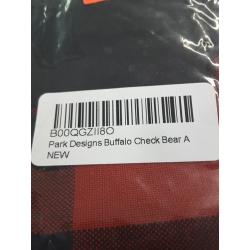 B00QGZII8O
Park Designs Buffalo Check Bear A
NEW